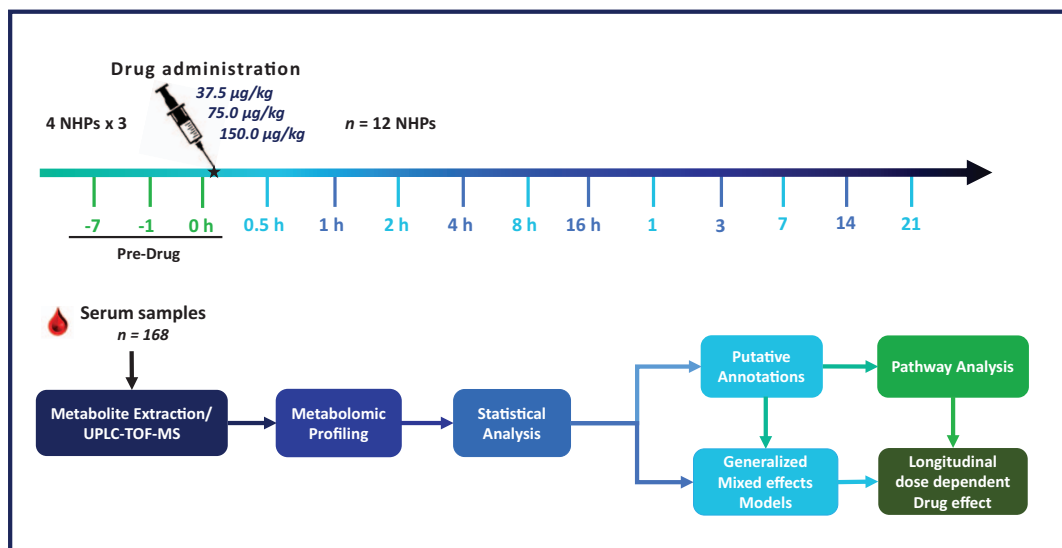 Drug administration
37.5 µg/kg
75.0 µg/kg
150.0 µg/kg
4 NHPs x 3
n = 12 NHPs
-7 -1 0 h 0.5 h 1 h 2 h 4 h 8 h 16 h 1 3 7 14 21
Pre-Drug
Serum samples
n = 168
Metabolite Extraction/
UPLC-TOF-MS
Metabolomic
Profiling
Statistical
Analysis
Putative
Annotations
Pathway Analysis
Generalized
Mixed effects
Models
Longitudinal
dose dependent
Drug effect